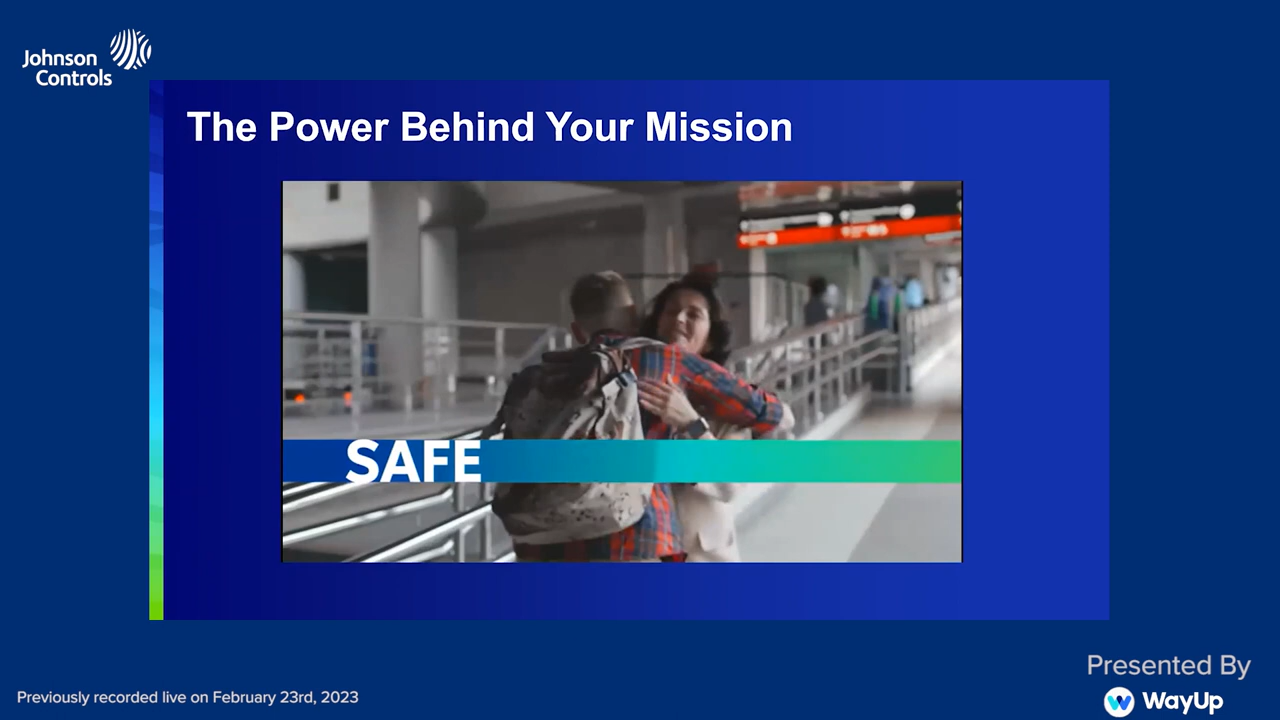 Johnson
Controls
The Power Behind Your Mission
SAFE
Presented By
WayUp
Previously recorded live on February 23rd, 2023